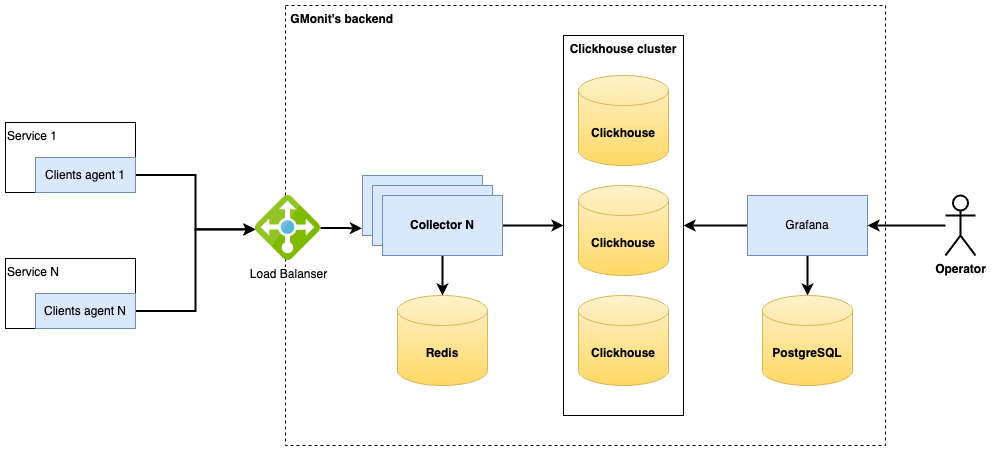 GMonit's backend
Clickhouse cluster
Clickhouse
Service 1
Clients agent 1
Collector N
Clickhouse
Grafana
Load Balanser
Operator
Service N
Clients agent N
Redis
Clickhouse
PostgreSQL